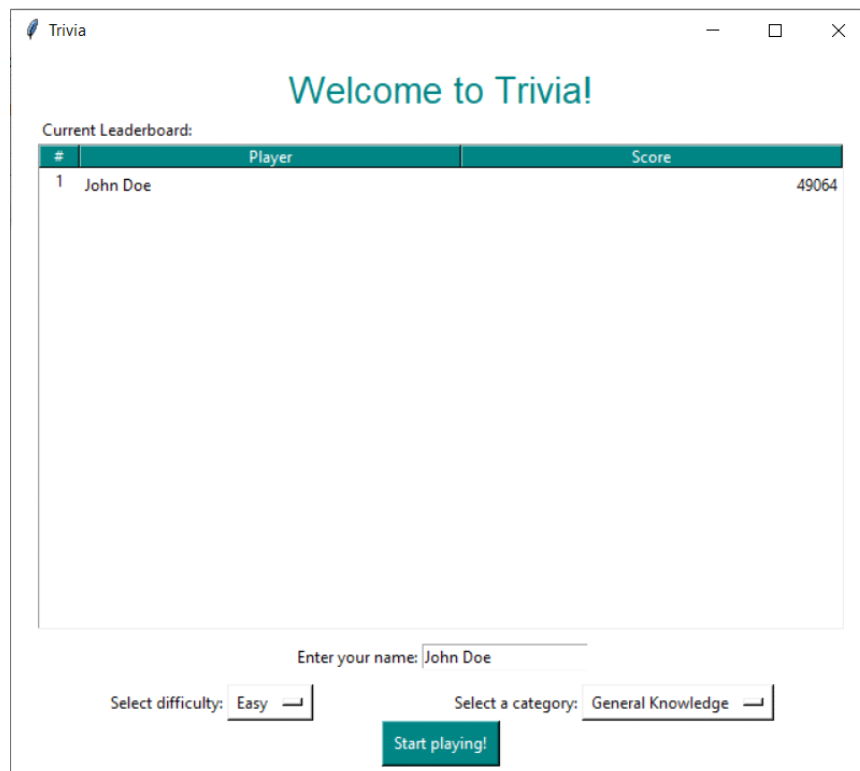 Trivia
Welcome to Trivia!
Current Leaderboard:
# Player Score
1 John Doe 49064
Enter your name: John Doe
Select difficulty: Easy Select a category: General Knowledge
Start playing!